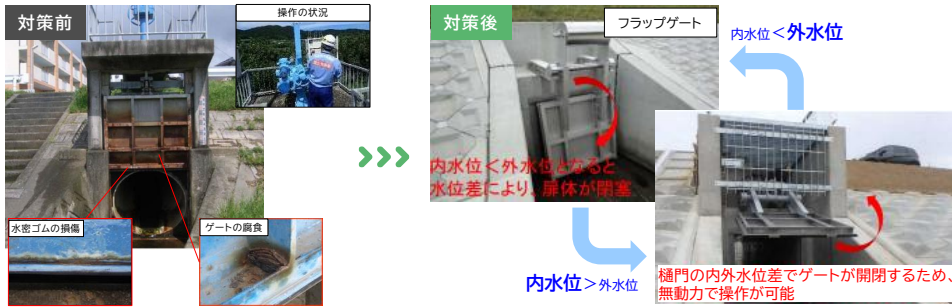 対策前
操作の状況
水密ゴムの損傷
ゲートの腐食
対策後
フラップゲート
内水位<外水位となると
水位差により、扉体が閉塞
内水位<外水位
内水位>外水位
樋門の内外水位差でゲートが開閉するため、
無動力で操作が可能